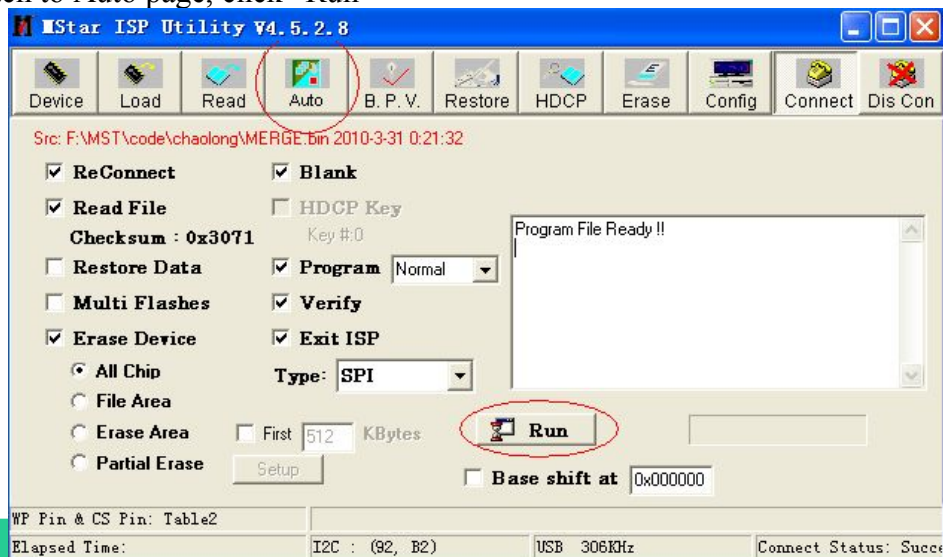 to Auto page, click "Run"
MStar ISP Utility V4.5.2.8
Device Load Read Auto B. P. V. Restore HDCP Erase Config Connect Dis Con
Src: F:\MST\code\chaolong\MERGE.bin 2010-3-31 0:21:32
ReConnect Blank
Read File HDCP Key
Checksum : 0x3071 Key #:0
Program File Ready !!
Restore Data Program Normal
Multi Flashes Verify
Erase Device Exit ISP
All Chip Type: SPI
File Area
Erase Area First 512 KBytes Run
Partial Erase Setup Base shift at 0x000000
WP Pin & CS Pin: Table2
Elapsed Time: I2C : (92, B2) USB 306KHz Connect Status: Succe